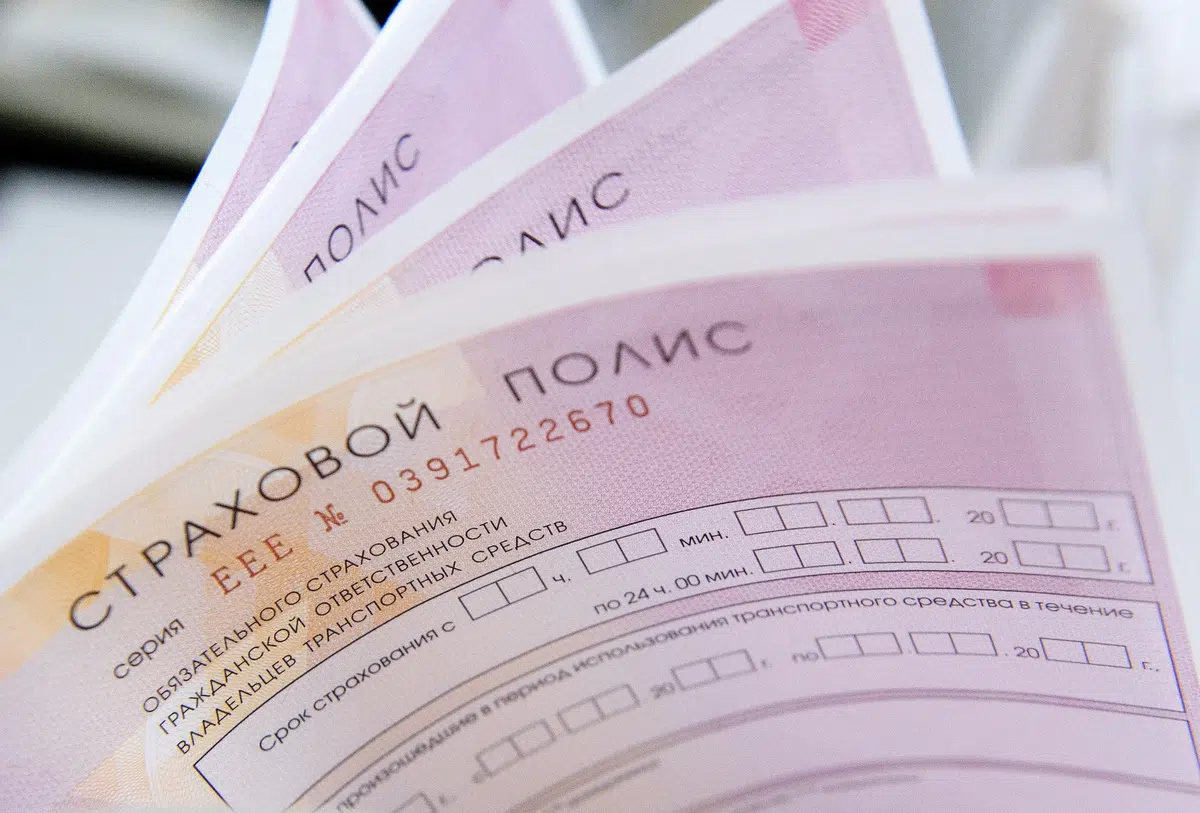 ПОЛИС
ПОЛИС
СТРАХОВОЙ ПОЛИС
серия ЕЕЕ № 0391722670
ОБЯЗАТЕЛЬНОГО СТРАХОВАНИЯ
ГРАЖДАНСКОЙ ОТВЕТСТВЕННОСТИ
ВЛАДЕЛЬЦЕВ ТРАНСПОРТНЫХ СРЕДСТВ
Срок страхования с ч. мин. . . 20 г.
по 24 ч. 00 мин. . . 20 г.
произошедшие в период использования транспортного средства в течение
с . . 20 г. по . . 20 г.,
г.